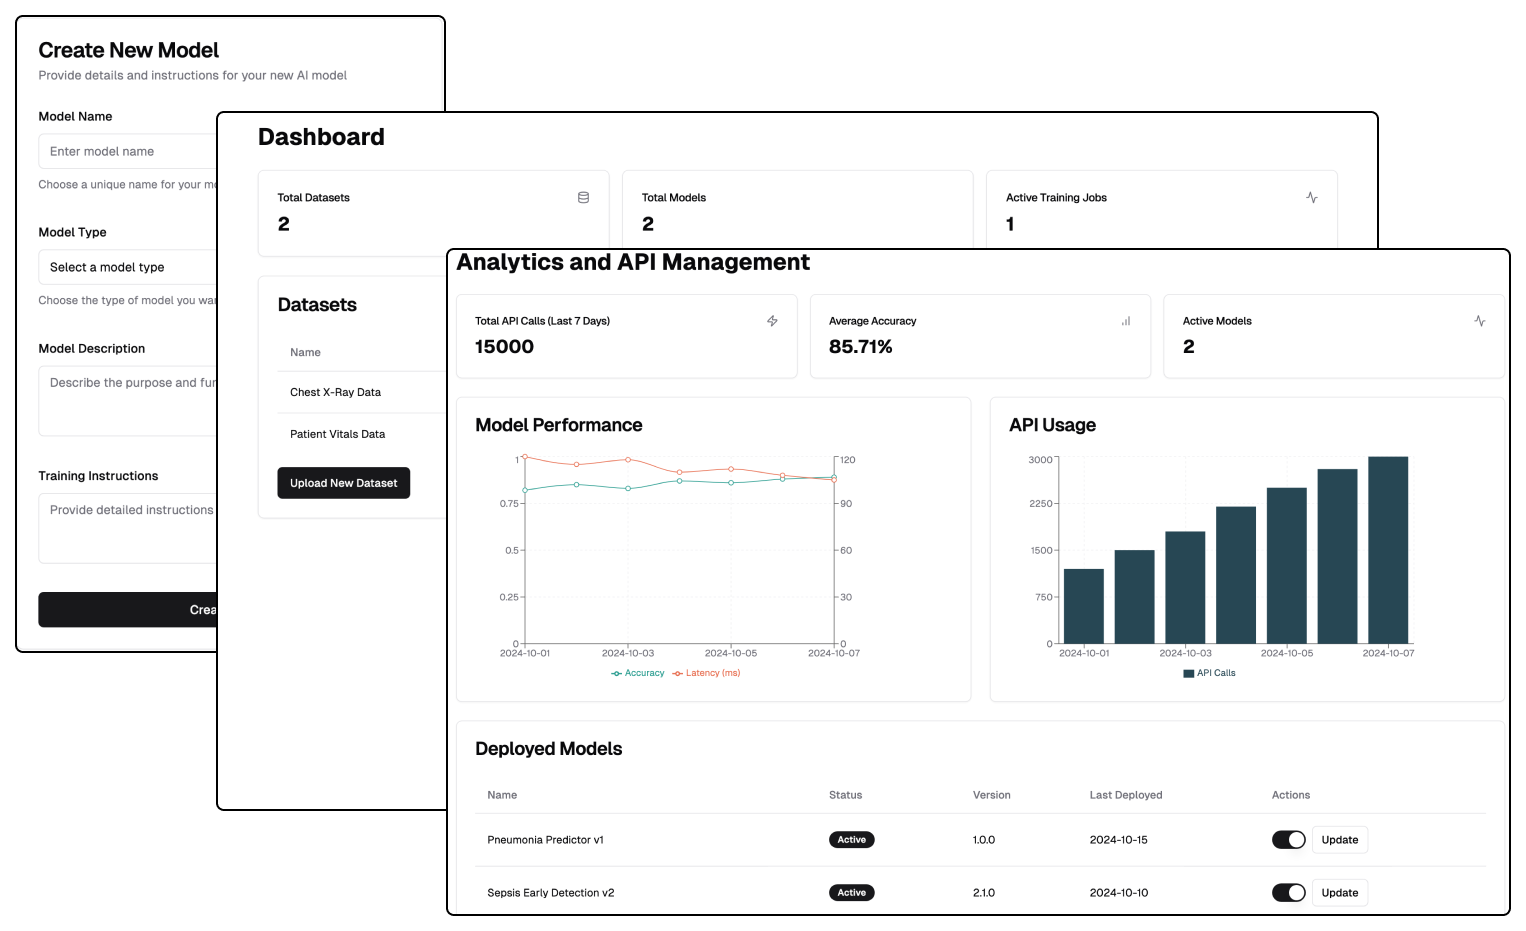 Create New Model
Provide details and instructions for your new AI model
Model Name
Enter model name
Choose a unique name for your
Model Type
Select a model type
Choose the type of model you
Model Description
Describe the purpose and
Training Instructions
Provide detailed instructions
Dashboard
Total Datasets
2
Total Models
2
Active Training Jobs
1
Datasets
Name
Chest X-Ray Data
Patient Vitals Data
Upload New Dataset
Analytics and API Management
Total API Calls (Last 7 Days)
15000
Average Accuracy
85.71%
Active Models
2
Model Performance
1
0.75
0.5
0.25
0
120
90
60
30
0
2024-10-01 2024-10-03 2024-10-05 2024-10-07
Accuracy Latency (ms)
API Usage
3000
2250
1500
750
0
2024-10-01 2024-10-03 2024-10-05 2024-10-07
API Calls
Deployed Models
Name Status Version Last Deployed Actions
Pneumonia Predictor v1 Active 1.0.0 2024-10-15 Update
Sepsis Early Detection v2 Active 2.1.0 2024-10-10 Update